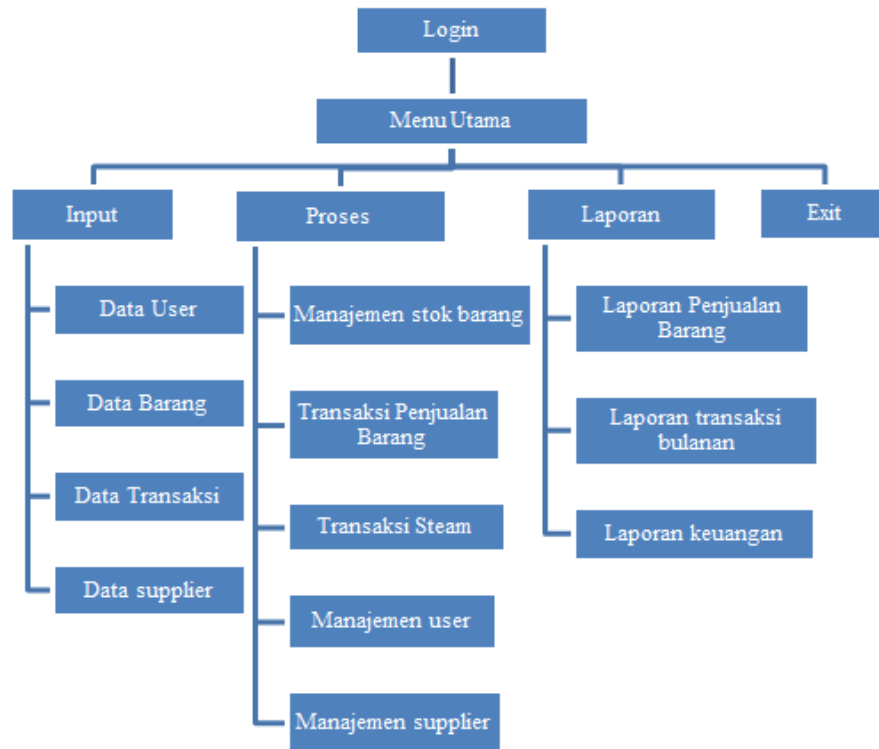 Login
Menu Utama
Input
Proses
Laporan
Exit
Data User
Data Barang
Data Transaksi
Data supplier
Manajemen stok barang
Transaksi Penjualan
Barang
Transaksi Steam
Manajemen user
Manajemen supplier
Laporan Penjualan
Barang
Laporan transaksi
bulanan
Laporan keuangan